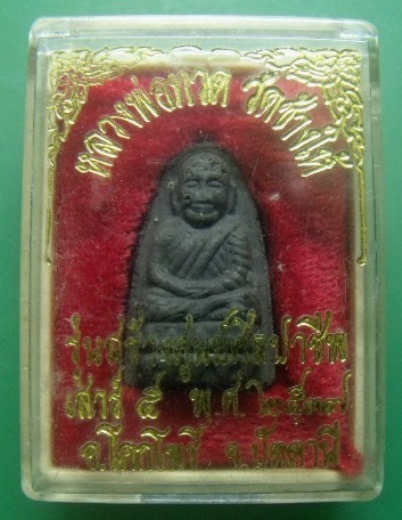 หลวงพ่อทวด วัดช้างให้
รุ่นสร้างศูนย์ศิลปาชีพ
เสาร์ ๕ พ.ศ. ๒๕๓๗
อ.โคกโพธิ์ จ.ปัตตานี